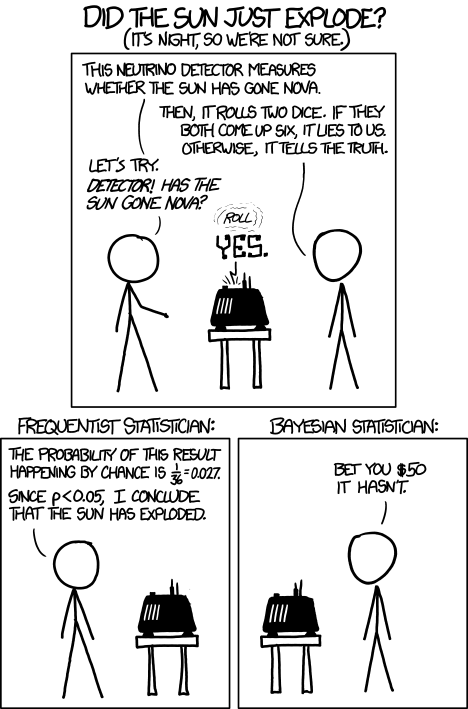 DID THE SUN JUST EXPLODE?
(IT'S NIGHT, SO WE'RE NOT SURE.)
THIS NEUTRINO DETECTOR MEASURES
WHETHER THE SUN HAS GONE NOVA.
THEN, IT ROLLS TWO DICE. IF THEY
BOTH COME UP SIX, IT LIES TO US.
OTHERWISE, IT TELLS THE TRUTH.
LET'S TRY.
DETECTOR! HAS THE
SUN GONE NOVA?
ROLL
YES.
FREQUENTIST STATISTICIAN:
THE PROBABILITY OF THIS RESULT
HAPPENING BY CHANCE IS 1/36=0.027.
SINCE p<0.05, I CONCLUDE
THAT THE SUN HAS EXPLODED.
BAYESIAN STATISTICIAN:
BET YOU $50
IT HASN'T.